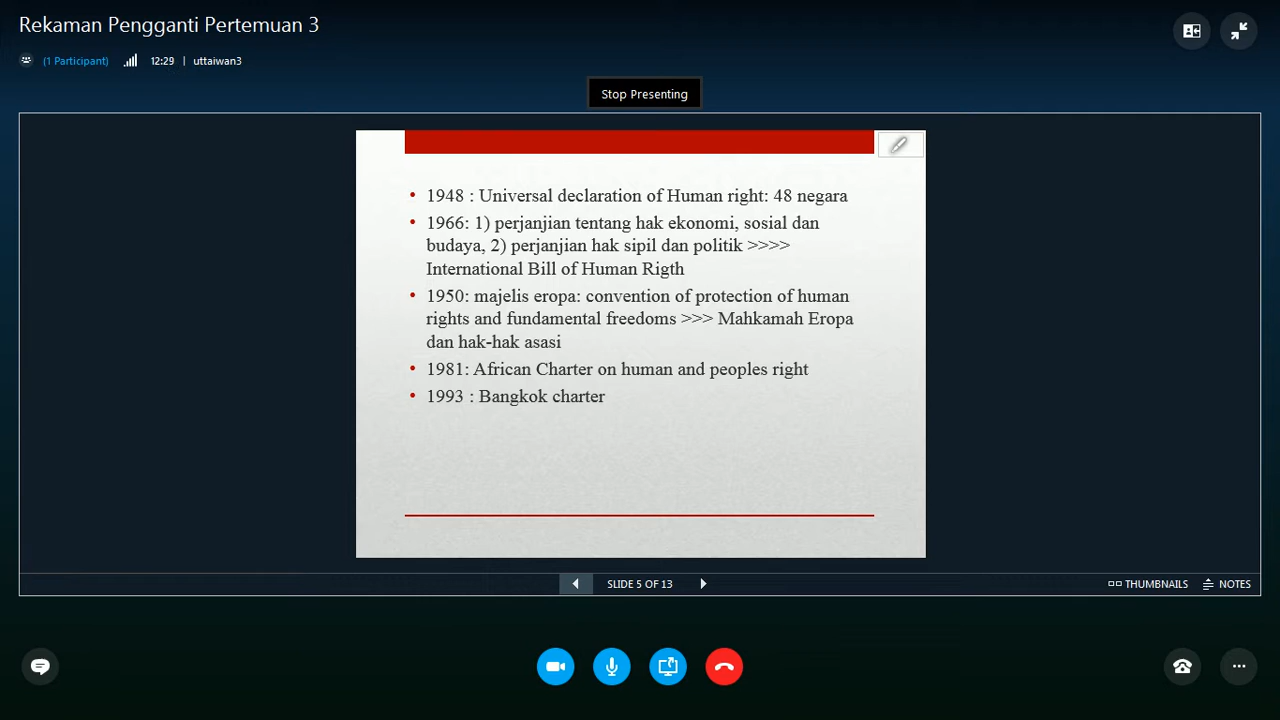 Rekaman Pengganti Pertemuan 3
(1 Participant) 12:29 | uttaiwan3
Stop Presenting
• 1948 : Universal declaration of Human right: 48 negara
• 1966: 1) perjanjian tentang hak ekonomi, sosial dan
budaya, 2) perjanjian hak sipil dan politik >>>>
International Bill of Human Rigth
• 1950: majelis eropa: convention of protection of human
rights and fundamental freedoms >>> Mahkamah Eropa
dan hak-hak asasi
• 1981: African Charter on human and peoples right
• 1993 : Bangkok charter
SLIDE 5 OF 13
THUMBNAILS
NOTES